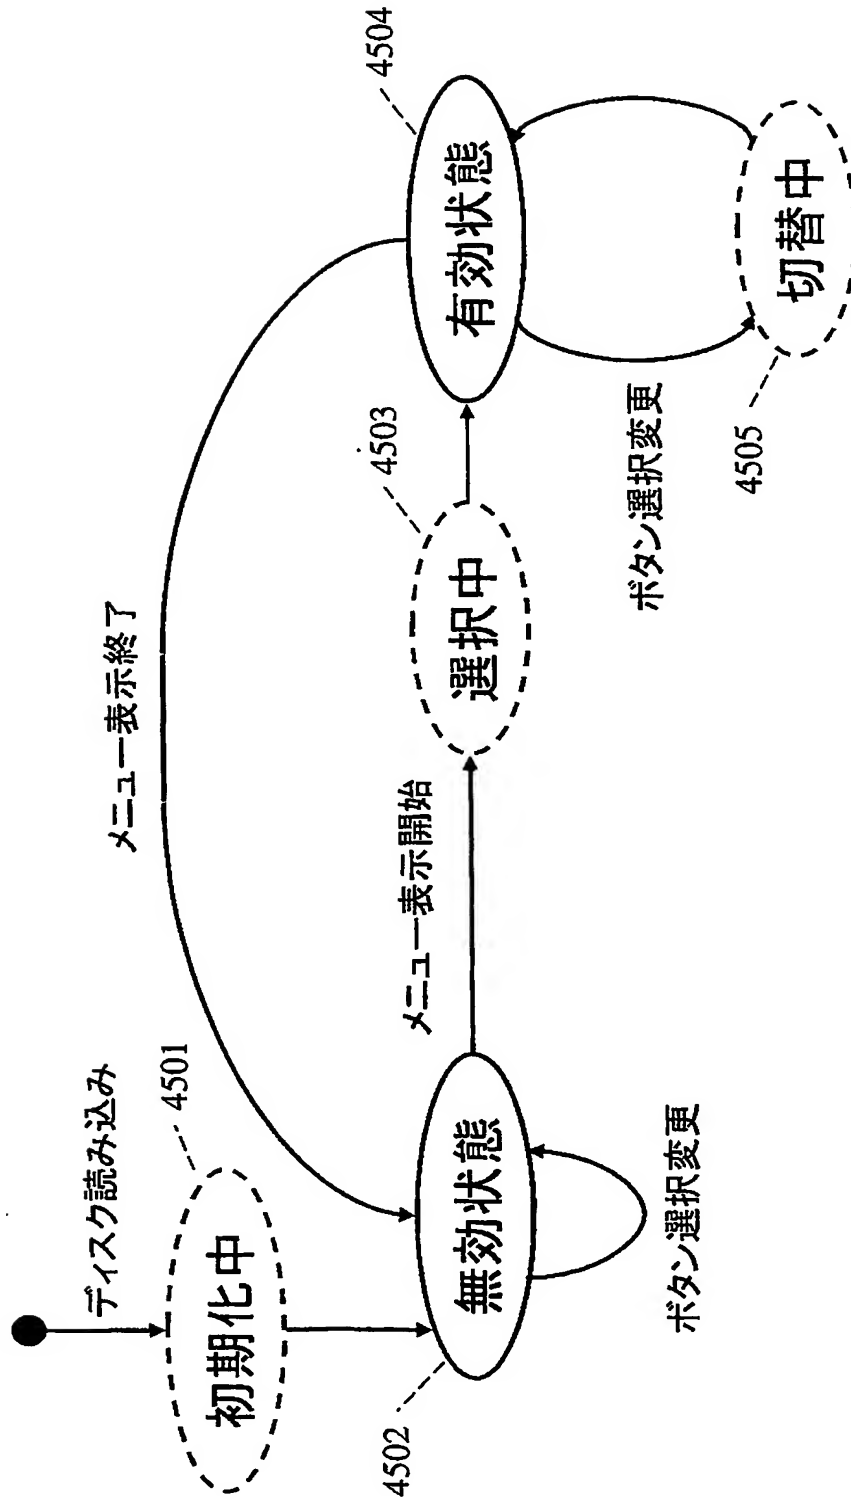 ディスク読み込み
4501
初期化中
メニュー表示終了
4502
無効状態
メニュー表示開始
4503
選択中
4504
有効状態
ボタン選択変更
ボタン選択変更
4505
切替中